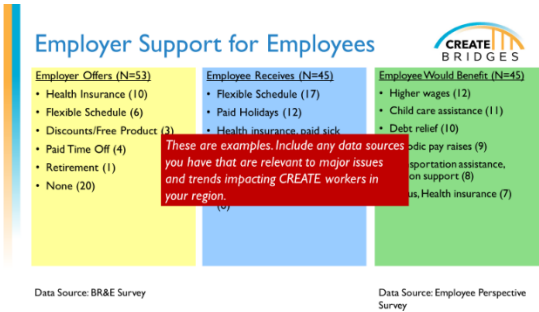 Employer Support for Employees
CREATE
BRIDGES
Employer Offers (N=53)
• Health Insurance (10)
• Flexible Schedule (6)
• Discounts/Free Product (3)
• Paid Time Off (4)
• Retirement (1)
• None (20)
Employee Receives (N=45)
• Flexible Schedule (17)
• Paid Holidays (12)
• Health insurance, paid sick
Employee Would Benefit (N=45)
• Higher wages (12)
• Child care assistance (11)
• Debt relief (10)
pay raises (9)
assistance,
support (8)
Health insurance (7)
These are examples. Include any data sources
you have that are relevant to major issues
and trends impacting CREATE workers in
your region.
Data Source: BR&E Survey
Data Source: Employee Perspective
Survey